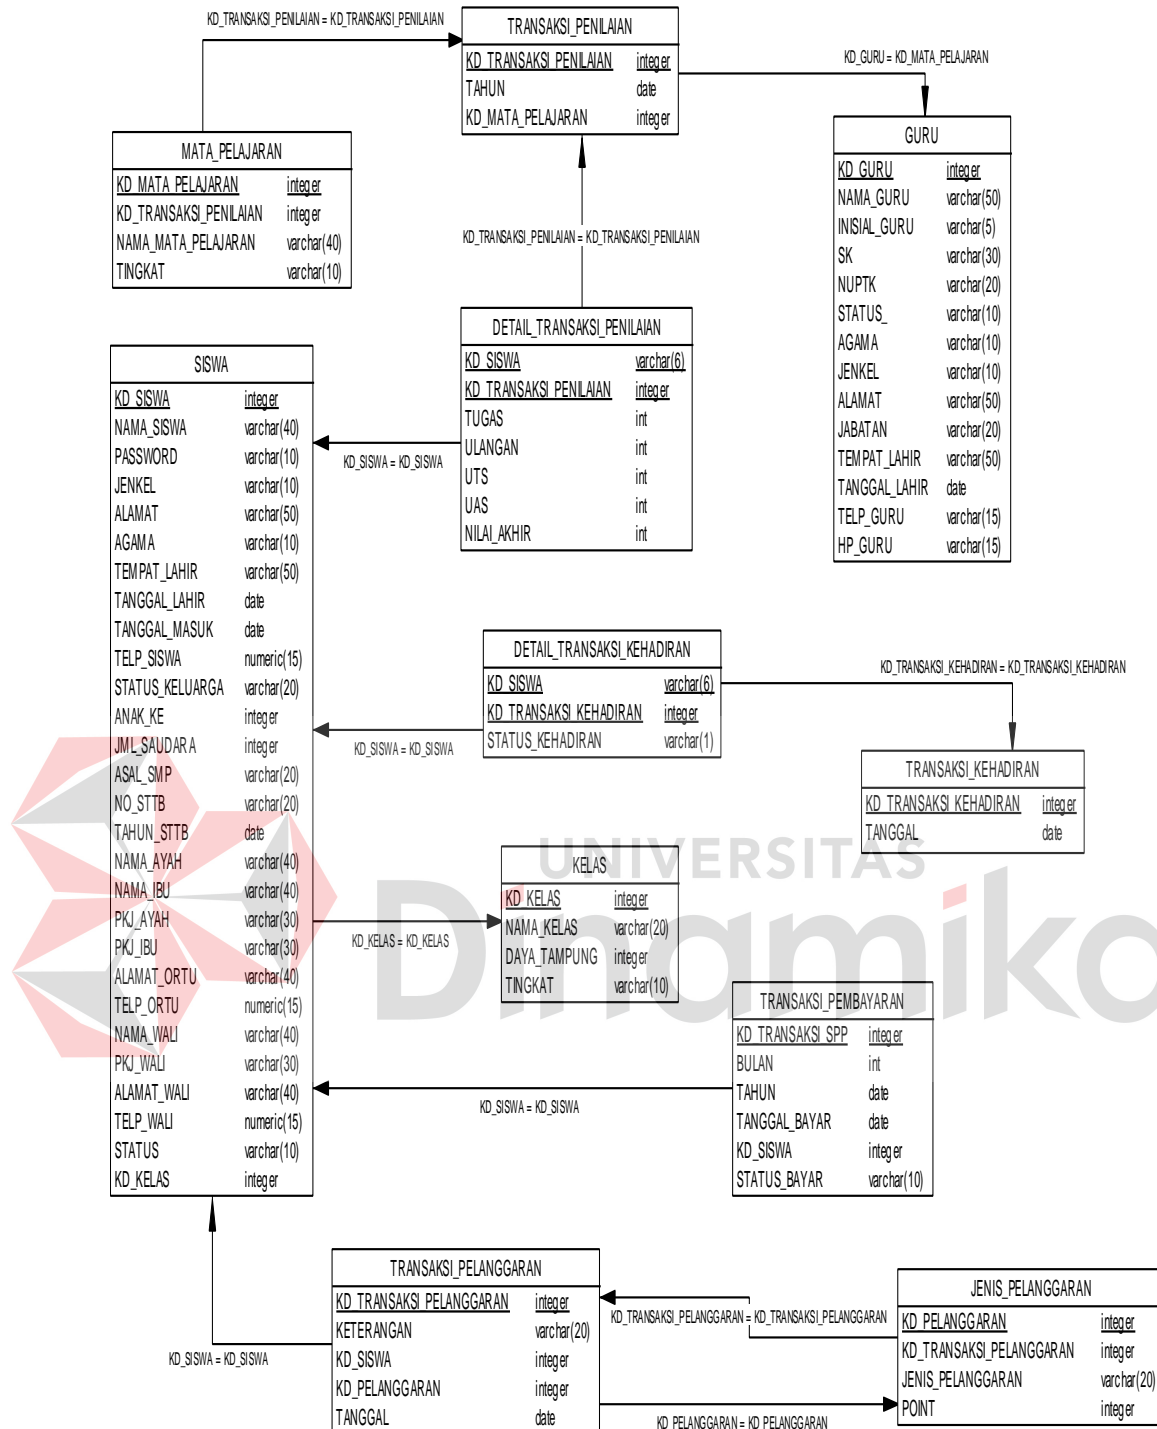 KD_TRANSAKSI_PENILAIAN = KD_TRANSAKSI_PENILAIAN
TRANSAKSI_PENILAIAN
KD_TRANSAKSI_PENILAIAN integer
TAHUN date
KD_MATA_PELAJARAN integer
KD_GURU = KD_MATA_PELAJARAN
MATA_PELAJARAN
KD_MATA_PELAJARAN integer
KD_TRANSAKSI_PENILAIAN integer
NAMA_MATA_PELAJARAN varchar(40)
TINGKAT varchar(10)
GURU
KD_GURU integer
NAMA_GURU varchar(50)
INISIAL_GURU varchar(5)
SK varchar(30)
NUPTK varchar(20)
STATUS_ varchar(10)
AGAMA varchar(10)
JENKEL varchar(10)
ALAMAT varchar(50)
JABATAN varchar(20)
TEMPAT_LAHIR varchar(50)
TANGGAL_LAHIR date
TELP_GURU varchar(15)
HP_GURU varchar(15)
KD_TRANSAKSI_PENILAIAN = KD_TRANSAKSI_PENILAIAN
DETAIL_TRANSAKSI_PENILAIAN
KD_SISWA varchar(6)
KD_TRANSAKSI_PENILAIAN integer
TUGAS int
ULANGAN int
UTS int
UAS int
NILAI_AKHIR int
SISWA
KD_SISWA integer
NAMA_SISWA varchar(40)
PASSWORD varchar(10)
JENKEL varchar(10)
ALAMAT varchar(50)
AGAMA varchar(10)
TEMPAT_LAHIR varchar(50)
TANGGAL_LAHIR date
TANGGAL_MASUK date
TELP_SISWA numeric(15)
STATUS_KELUARGA varchar(20)
ANAK_KE integer
JML_SAUDARA integer
ASAL_SMP varchar(20)
NO_STTB varchar(20)
TAHUN_STTB date
NAMA_AYAH varchar(40)
NAMA_IBU varchar(40)
PKJ_AYAH varchar(30)
PKJ_IBU varchar(30)
ALAMAT_ORTU varchar(40)
TELP_ORTU numeric(15)
NAMA_WALI varchar(40)
PKJ_WALI varchar(30)
ALAMAT_WALI varchar(40)
TELP_WALI numeric(15)
STATUS varchar(10)
KD_KELAS integer
KD_SISWA = KD_SISWA
DETAIL_TRANSAKSI_KEHADIRAN
KD_SISWA varchar(6)
KD_TRANSAKSI_KEHADIRAN integer
STATUS_KEHADIRAN varchar(1)
KD_TRANSAKSI_KEHADIRAN = KD_TRANSAKSI_KEHADIRAN
KD_SISWA = KD_SISWA
TRANSAKSI_KEHADIRAN
KD_TRANSAKSI_KEHADIRAN integer
TANGGAL date
UNIVERSITAS
Dinamika
KELAS
KD_KELAS integer
NAMA_KELAS varchar(20)
DAYA_TAMPUNG integer
TINGKAT varchar(10)
KD_KELAS = KD_KELAS
TRANSAKSI_PEMBAYARAN
KD_TRANSAKSI_SPP integer
BULAN int
TAHUN date
TANGGAL_BAYAR date
KD_SISWA integer
STATUS_BAYAR varchar(10)
KD_SISWA = KD_SISWA
TRANSAKSI_PELANGGARAN
KD_TRANSAKSI_PELANGGARAN integer
KETERANGAN varchar(20)
KD_SISWA integer
KD_PELANGGARAN integer
TANGGAL date
KD_SISWA = KD_SISWA
KD_TRANSAKSI_PELANGGARAN = KD_TRANSAKSI_PELANGGARAN
JENIS_PELANGGARAN
KD_PELANGGARAN integer
KD_TRANSAKSI_PELANGGARAN integer
JENIS_PELANGGARAN varchar(20)
POINT integer
KD_PELANGGARAN = KD_PELANGGARAN